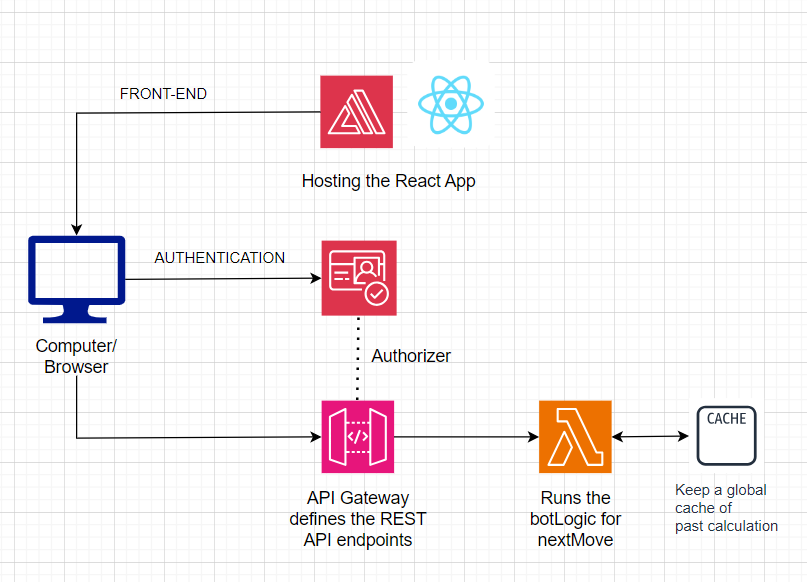 FRONT-END
Hosting the React App
AUTHENTICATION
Computer/
Browser
Authorizer
</>
CACHE
API Gateway
defines the REST
API endpoints
Runs the
botLogic for
nextMove
Keep a global
cache of
past calculation